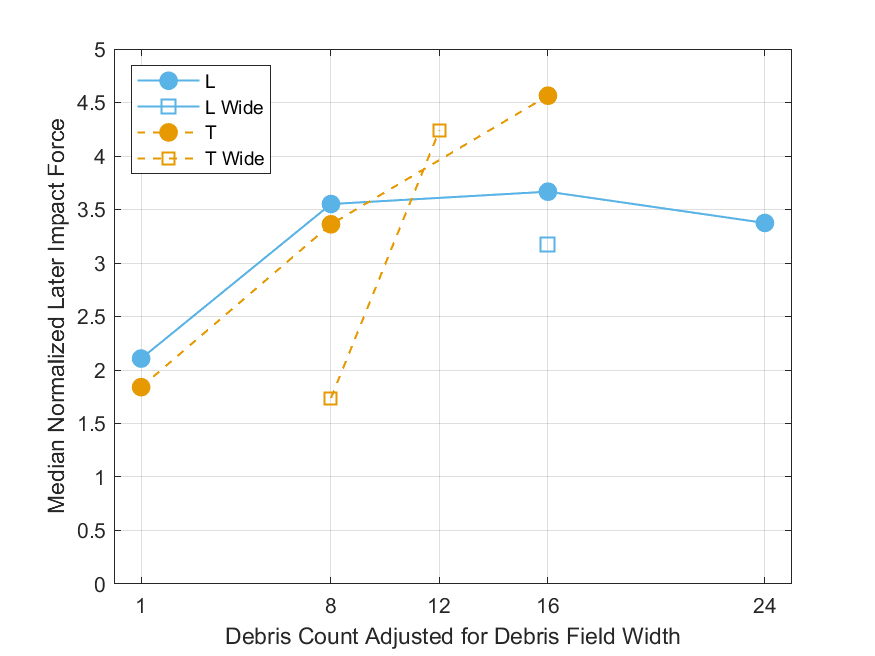 5
4.5
4
3.5
3
2.5
2
1.5
1
0.5
0
Median Normalized Later Impact Force
L
L Wide
T
T Wide
1 8 12 16 24
Debris Count Adjusted for Debris Field Width